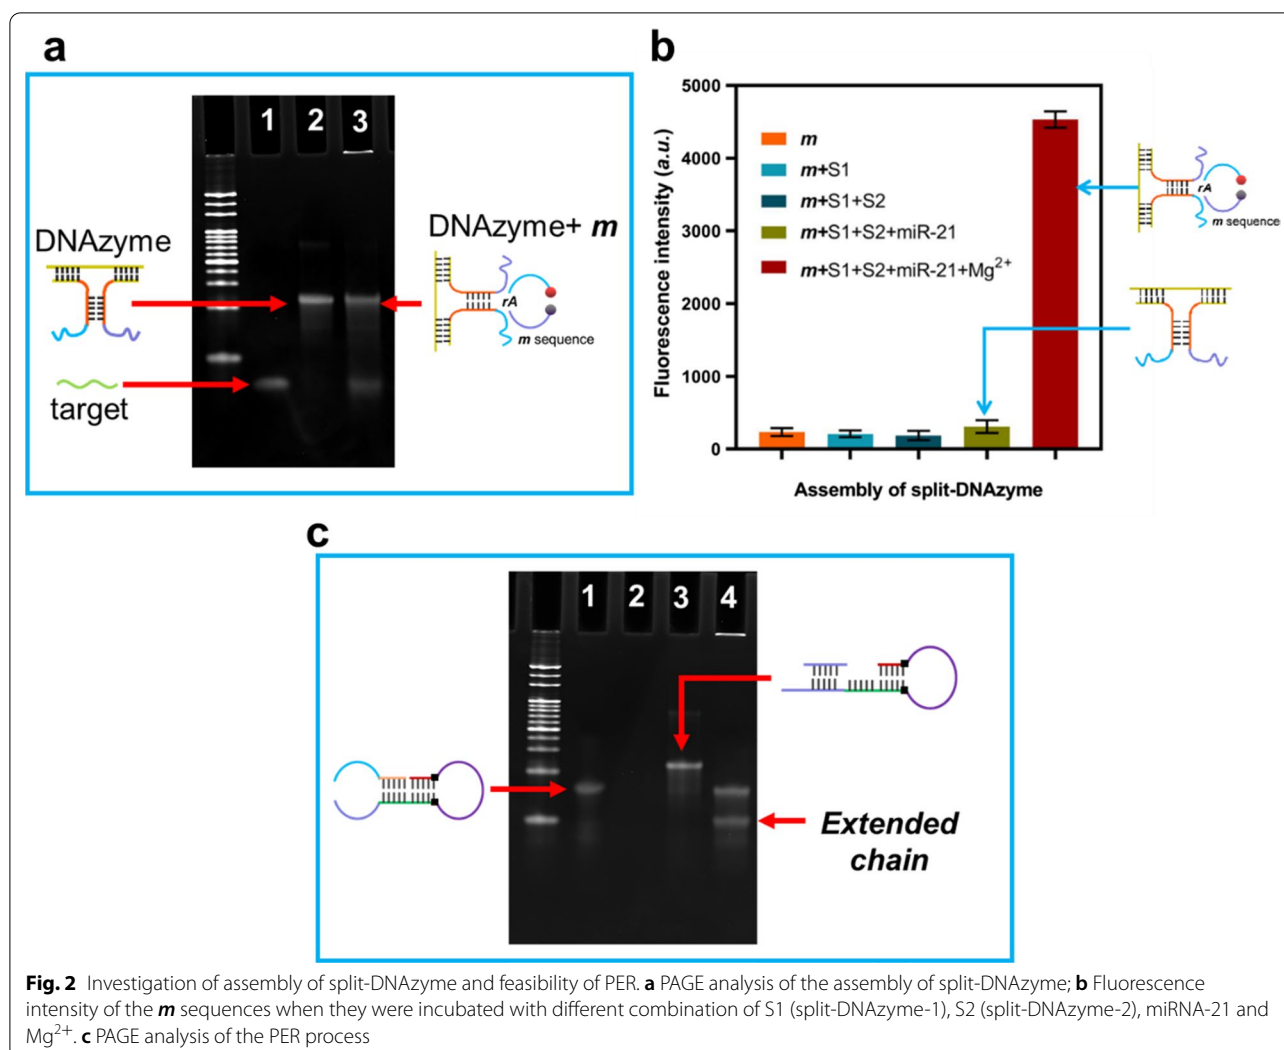 a
1 2 3
DNAzyme
DNAzyme+ m
rA
m sequence
target
b
Fluorescence intensity (a.u.)
5000
4000
3000
2000
1000
0
m
m+S1
m+S1+S2
m+S1+S2+miR-21
m+S1+S2+miR-21+Mg²⁺
Assembly of split-DNAzyme
rA
m sequence
c
1 2 3 4
Extended
chain
Fig. 2 Investigation of assembly of split-DNAzyme and feasibility of PER. a PAGE analysis of the assembly of split-DNAzyme; b Fluorescence
intensity of the m sequences when they were incubated with different combination of S1 (split-DNAzyme-1), S2 (split-DNAzyme-2), miRNA-21 and
Mg²⁺. c PAGE analysis of the PER process